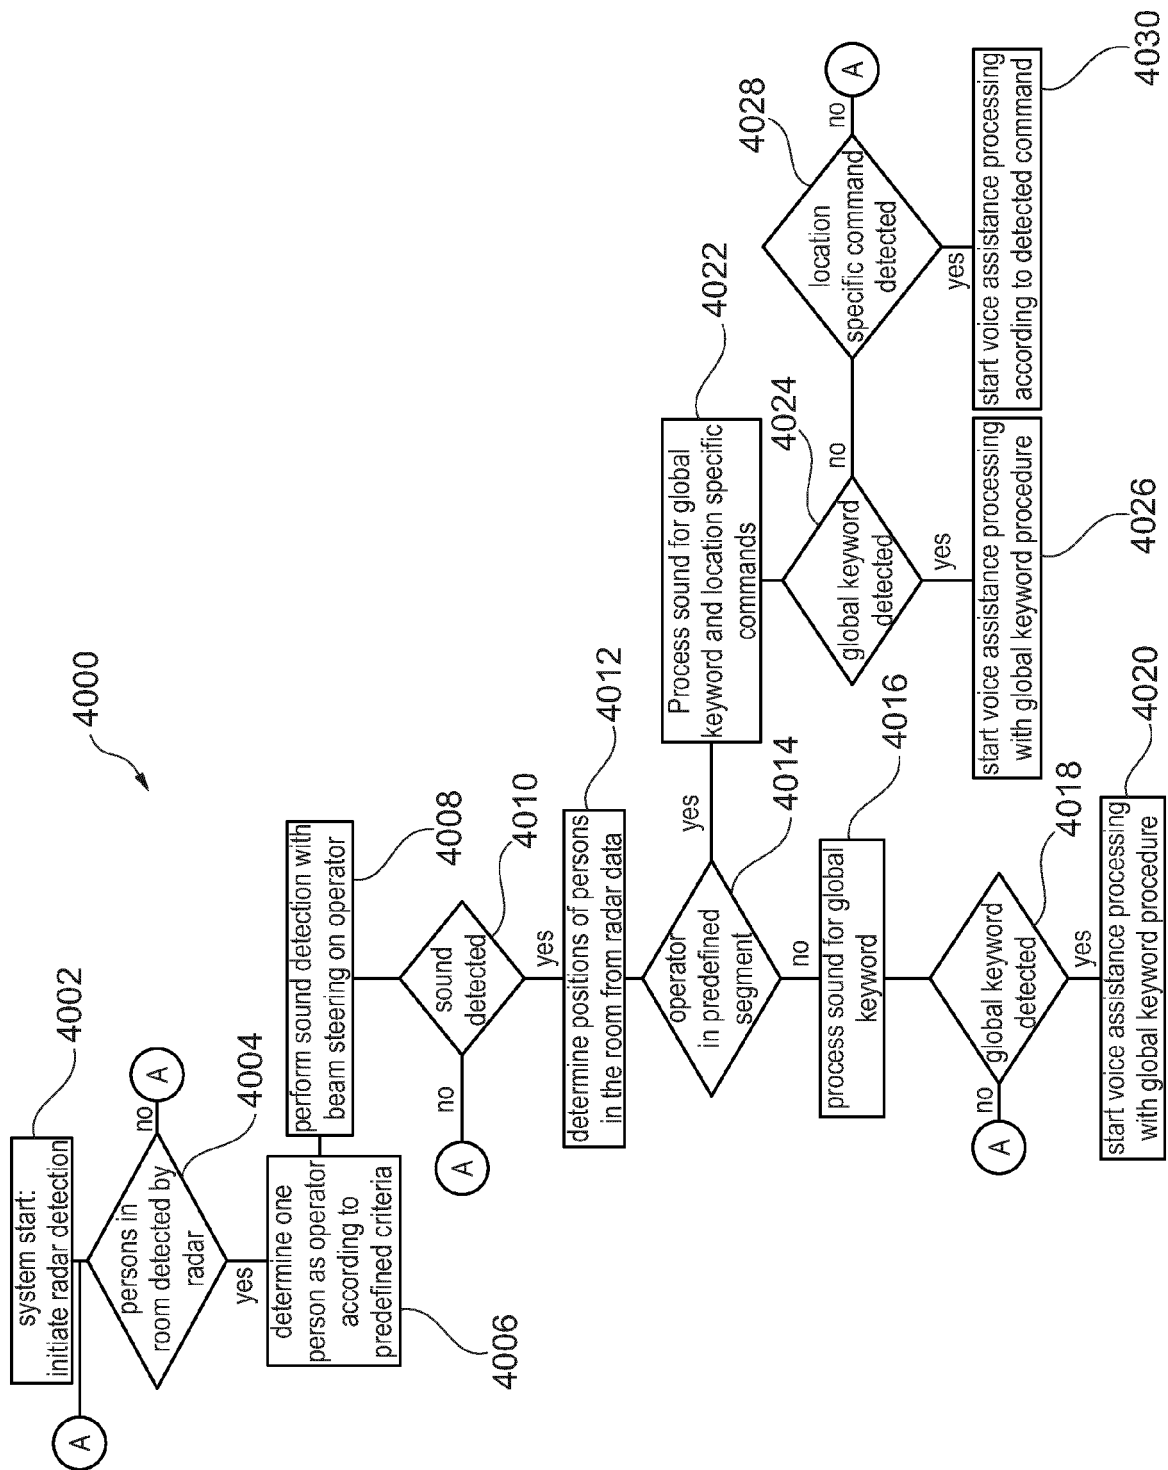 4000
4002
system start:
initiate radar detection
A
persons in
room detected by
radar
no
A
4004
yes
determine one
person as operator
according to
predefined criteria
4006
perform sound detection with
beam steering on operator
4008
sound
detected
4010
no
A
yes
determine positions of persons
in the room from radar data
4012
operator
in predefined
segment
4014
yes
no
process sound for global
keyword
4016
global keyword
detected
4018
no
A
yes
start voice assistance processing
with global keyword procedure
4020
Process sound for global
keyword and location specific
commands
4022
global keyword
detected
4024
no
yes
start voice assistance processing
with global keyword procedure
4026
location
specific command
detected
4028
no
A
yes
start voice assistance processing
according to detected command
4030